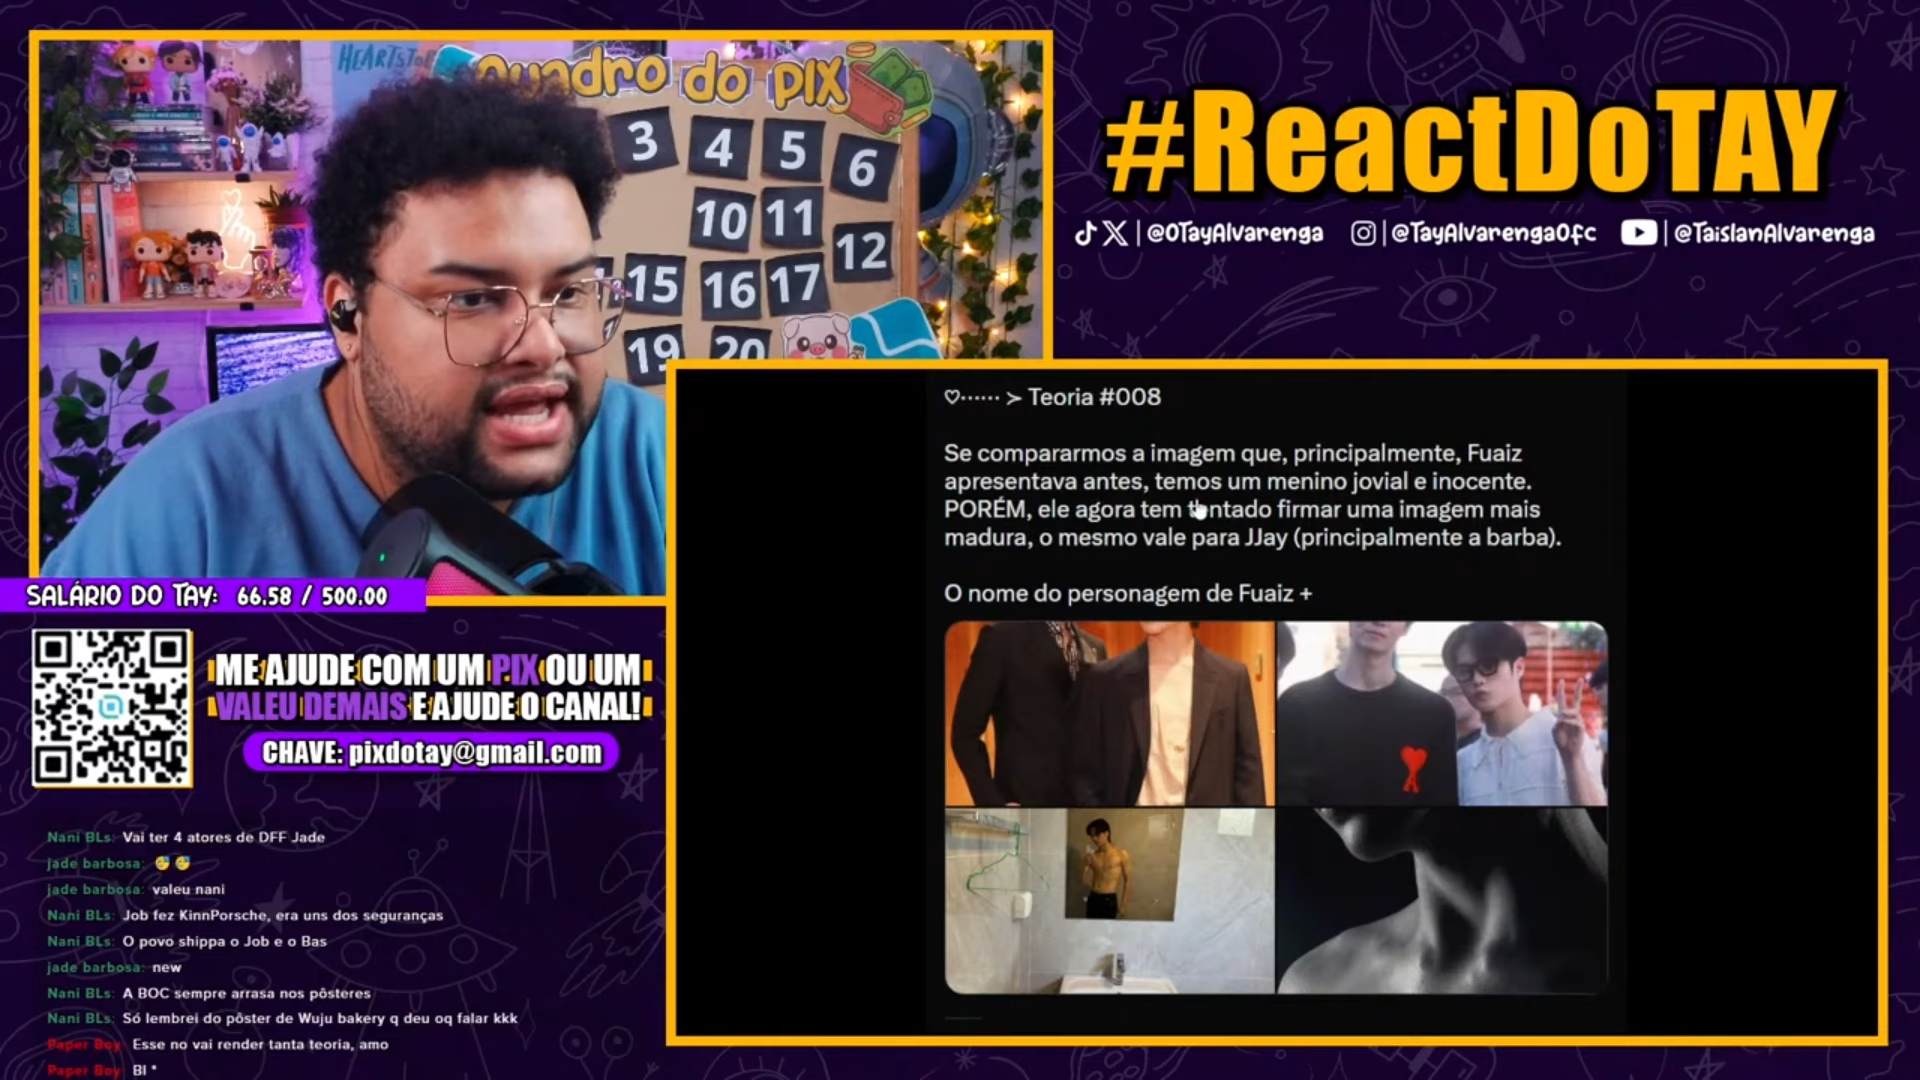 HEARTSTO
Quadro do pix
3
4
5
6
10
11
12
15
16
17
19
20
#ReactDoTAY
@OTayAlvarenga
@TayAlvarengaOfc
@TaislanAlvarenga
♡······ ≻ Teoria #008
Se compararmos a imagem que, principalmente, Fuaiz
apresentava antes, temos um menino jovial e inocente.
PORÉM, ele agora tem tentado firmar uma imagem mais
madura, o mesmo vale para JJay (principalmente a barba).
O nome do personagem de Fuaiz +
SALÁRIO DO TAY: 66.58 / 500.00
ME AJUDE COM UM PIX OU UM
VALEU DEMAIS E AJUDE O CANAL!
CHAVE: pixdotay@gmail.com
Nani BLs: Vai ter 4 atores de DFF Jade
jade barbosa: 🥳 🥳
jade barbosa: valeu nani
Nani BLs: Job fez KinnPorsche, era uns dos seguranças
Nani BLs: O povo shippa o Job e o Bas
jade barbosa: new
Nani BLs: A BOC sempre arrasa nos pôsteres
Nani BLs: Só lembrei do pôster de Wuju bakery q deu oq falar kkk
Paper Boy: Esse no vai render tanta teoria, amo
Paper Boy: Bl *